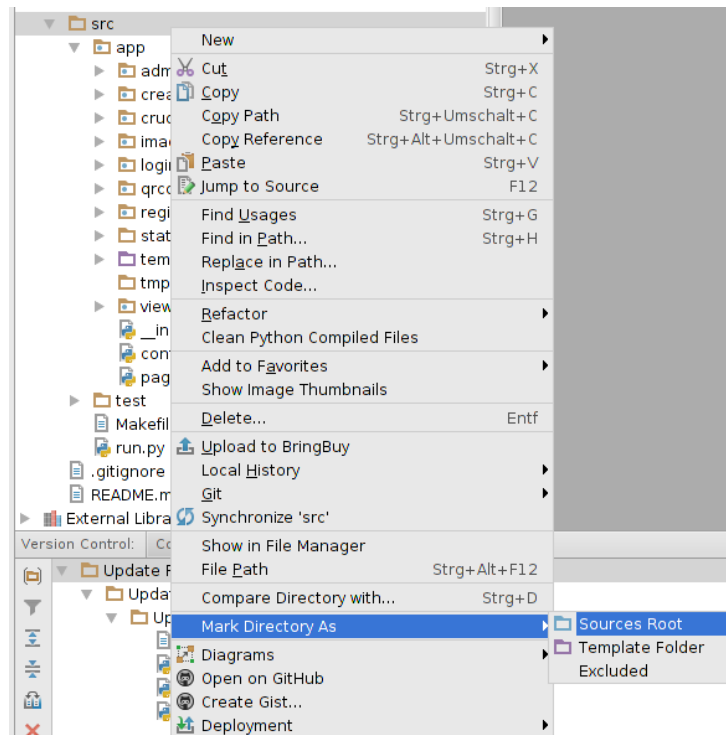 src
app
New
Cut Strg+X
Copy Strg+C
Copy Path Strg+Umschalt+C
Copy Reference Strg+Alt+Umschalt+C
Paste Strg+V
Jump to Source F12
Find Usages Strg+G
Find in Path... Strg+H
Replace in Path...
Inspect Code...
Refactor
Clean Python Compiled Files
Add to Favorites
Show Image Thumbnails
Delete... Entf
Upload to BringBuy
Local History
Git
Synchronize 'src'
Show in File Manager
File Path Strg+Alt+F12
Compare Directory with... Strg+D
Mark Directory As
Diagrams
Open on GitHub
Create Gist...
Deployment
Sources Root
Template Folder
Excluded
adm
crea
crud
ima
logi
qrco
regi
stat
tem
tmp
view
__in
con
pag
test
Makefil
run.py
.gitignore
README.m
External Libra
Version Control: Co
Update
Upda
Up